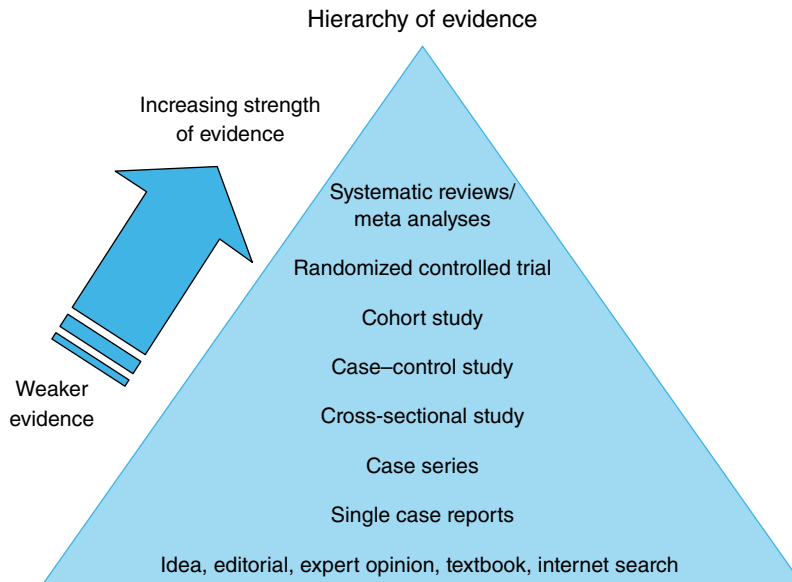 Hierarchy of evidence
Increasing strength
of evidence
Systematic reviews/
meta analyses
Randomized controlled trial
Cohort study
Case–control study
Weaker
evidence
Cross-sectional study
Case series
Single case reports
Idea, editorial, expert opinion, textbook, internet search